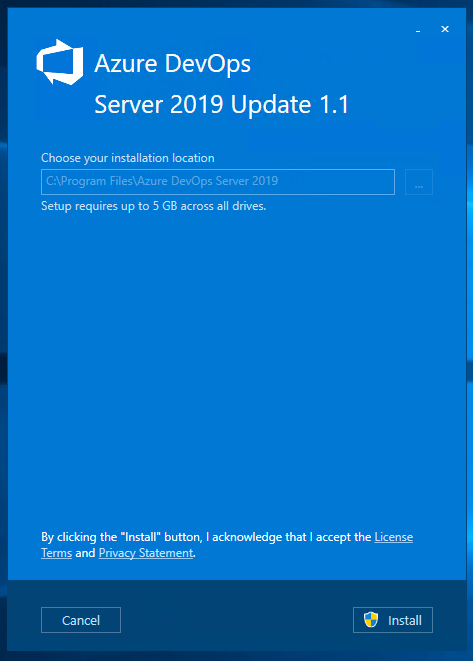 Azure DevOps
Server 2019 Update 1.1
Choose your installation location
C:\Program Files\Azure DevOps Server 2019
...
Setup requires up to 5 GB across all drives.
By clicking the "Install" button, I acknowledge that I accept the License
Terms and Privacy Statement.
Cancel
Install